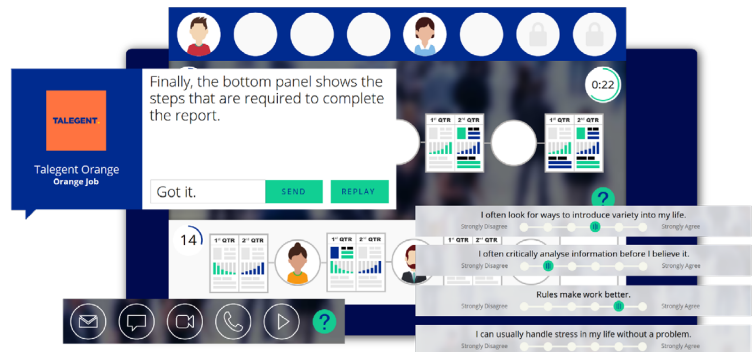 Finally, the bottom panel shows the
steps that are required to complete
the report.
TALEGENT
Talegent Orange
Orange Job
Got it.
SEND
REPLAY
0:22
1st QTR 2nd QTR
1st QTR 2nd QTR
?
14
1st QTR 2nd QTR
1st QTR 2nd QTR
QTR 2nd QTR
I often look for ways to introduce variety into my life.
Strongly Disagree Strongly Agree
I often critically analyse information before I believe it.
Strongly Disagree Strongly Agree
Rules make work better.
Strongly Disagree Strongly Agree
I can usually handle stress in my life without a problem.
Strongly Disagree Strongly Agree
?